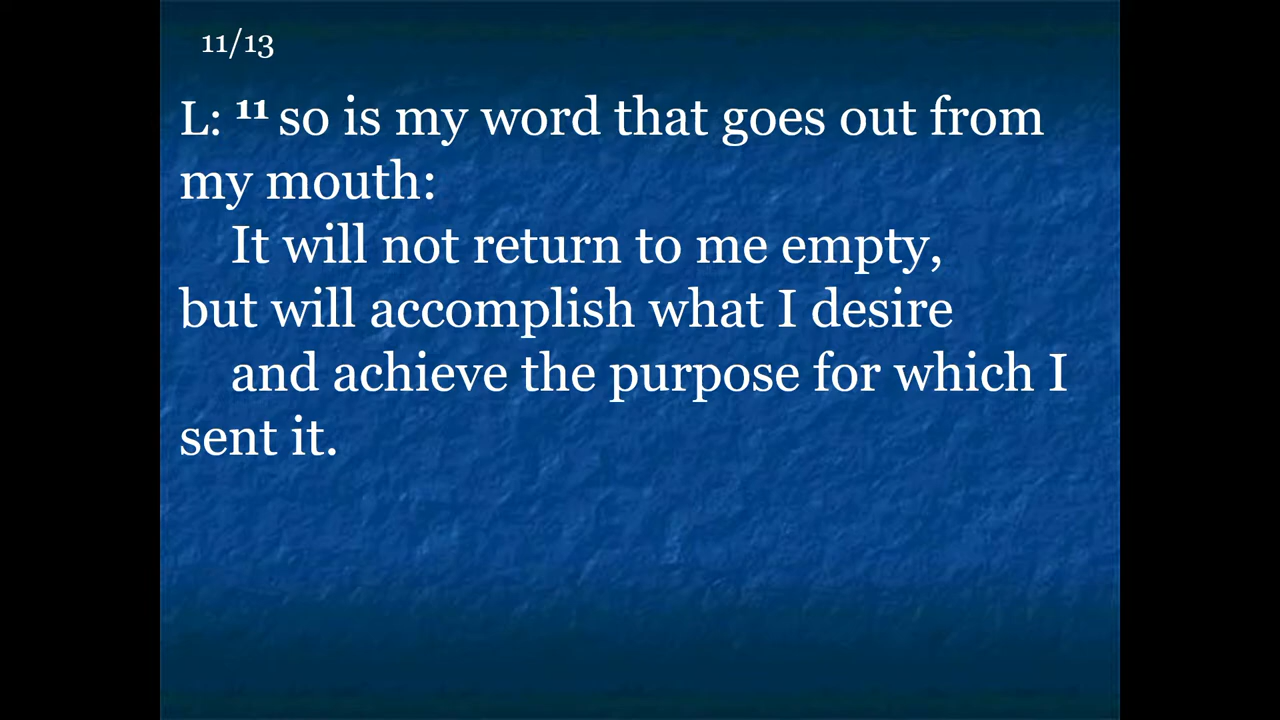 11/13
L: 11 so is my word that goes out from
my mouth:
It will not return to me empty,
but will accomplish what I desire
and achieve the purpose for which I
sent it.